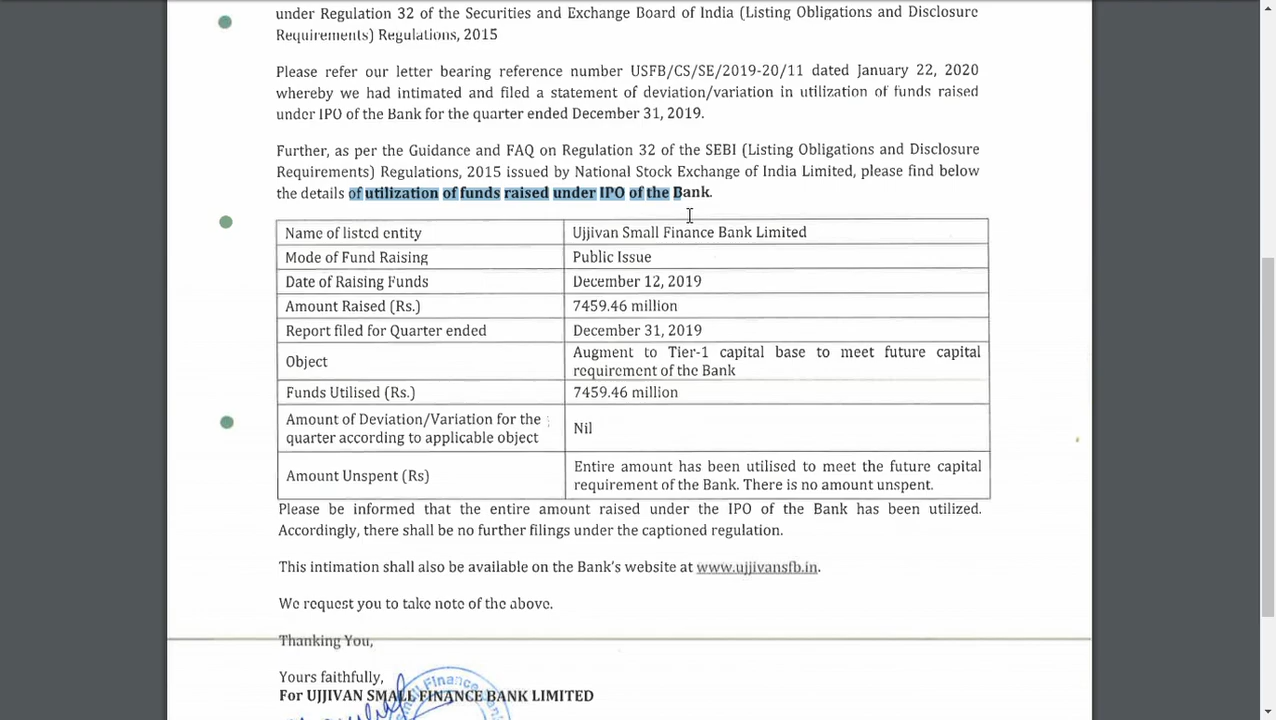 under Regulation 32 of the Securities and Exchange Board of India (Listing Obligations and Disclosure
Requirements) Regulations, 2015
Please refer our letter bearing reference number USFB/CS/SE/2019-20/11 dated January 22, 2020
whereby we had intimated and filed a statement of deviation/variation in utilization of funds raised
under IPO of the Bank for the quarter ended December 31, 2019.
Further, as per the Guidance and FAQ on Regulation 32 of the SEBI (Listing Obligations and Disclosure
Requirements) Regulations, 2015 issued by National Stock Exchange of India Limited, please find below
the details of utilization of funds raised under IPO of the Bank.
Name of listed entity Ujjivan Small Finance Bank Limited
Mode of Fund Raising Public Issue
Date of Raising Funds December 12, 2019
Amount Raised (Rs.) 7459.46 million
Report filed for Quarter ended December 31, 2019
Object Augment to Tier-1 capital base to meet future capital
requirement of the Bank
Funds Utilised (Rs.) 7459.46 million
Amount of Deviation/Variation for the
quarter according to applicable object Nil
Amount Unspent (Rs) Entire amount has been utilised to meet the future capital
requirement of the Bank. There is no amount unspent.
Please be informed that the entire amount raised under the IPO of the Bank has been utilized.
Accordingly, there shall be no further filings under the captioned regulation.
This intimation shall also be available on the Bank's website at www.ujjivansfb.in.
We request you to take note of the above.
Thanking You,
Yours faithfully,
For UJJIVAN SMALL FINANCE BANK LIMITED
Small Finance Bank